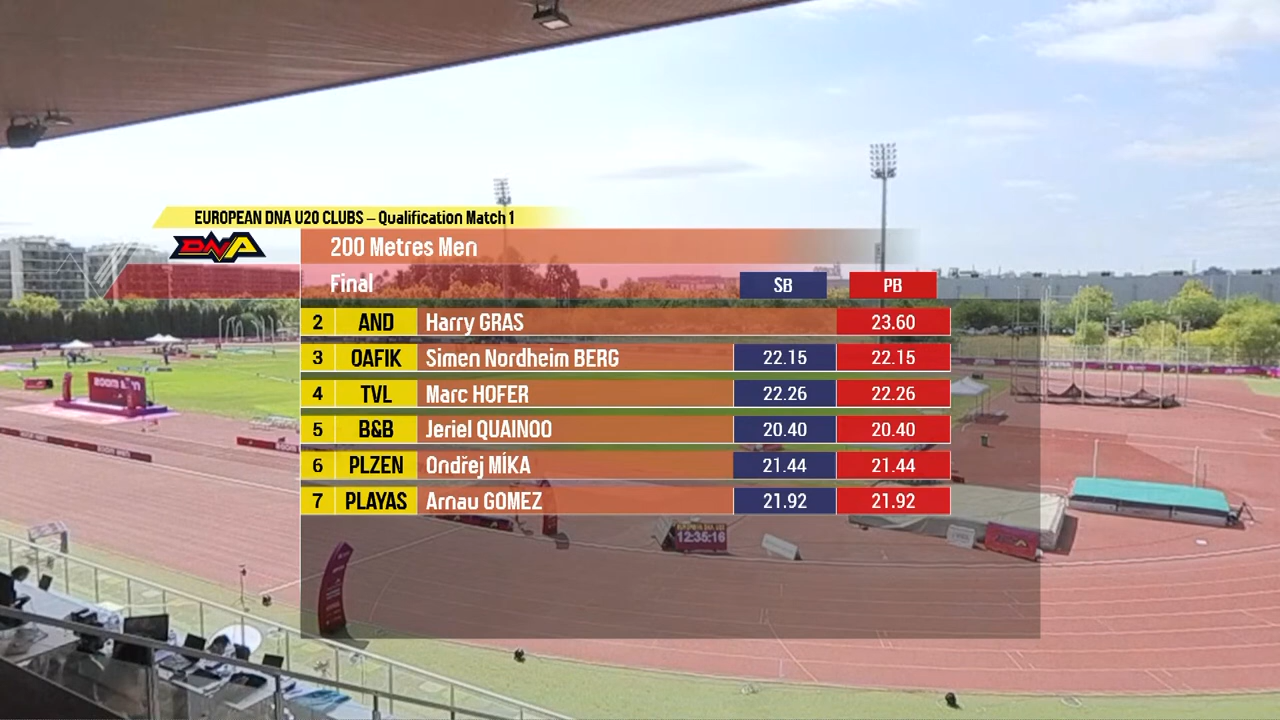 EUROPEAN DNA U20 CLUBS – Qualification Match 1
DNA
200 Metres Men
Final SB PB
2 AND Harry GRAS 23.60
3 OAFIK Simen Nordheim BERG 22.15 22.15
4 TVL Marc HOFER 22.26 22.26
5 B&B Jeriel QUAINOO 20.40 20.40
6 PLZEN Ondřej MÍKA 21.44 21.44
7 PLAYAS Arnau GOMEZ 21.92 21.92
12:35:16